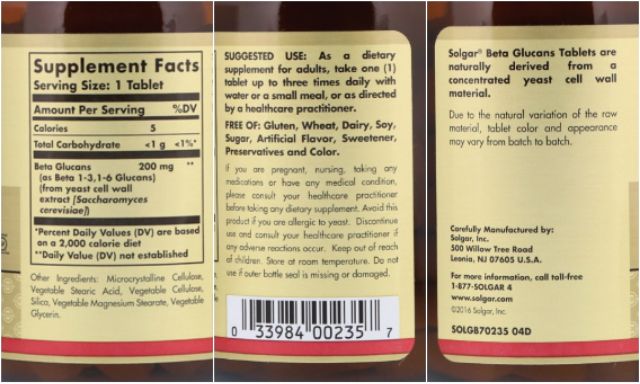 Supplement Facts
Serving Size: 1 Tablet
Amount Per Serving %DV
Calories 5
Total Carbohydrate <1 g <1%*
Beta Glucans 200 mg **
(as Beta 1-3,1-6 Glucans)
(from yeast cell wall
extract [Saccharomyces
cerevisiae])
*Percent Daily Values (DV) are based
on a 2,000 calorie diet
**Daily Value (DV) not established
Other Ingredients: Microcrystalline Cellulose,
Vegetable Stearic Acid, Vegetable Cellulose,
Silica, Vegetable Magnesium Stearate, Vegetable
Glycerin.
SUGGESTED USE: As a dietary
supplement for adults, take one (1)
tablet up to three times daily with
water or a small meal, or as directed
by a healthcare practitioner.
FREE OF: Gluten, Wheat, Dairy, Soy,
Sugar, Artificial Flavor, Sweetener,
Preservatives and Color.
If you are pregnant, nursing, taking any
medications or have any medical condition,
please consult your healthcare practitioner
before taking any dietary supplement. Avoid this
product if you are allergic to yeast. Discontinue
use and consult your healthcare practitioner if
any adverse reactions occur. Keep out of reach
of children. Store at room temperature. Do not
use if outer bottle seal is missing or damaged.
0 33984 00235 7
Solgar® Beta Glucans Tablets are
naturally derived from a
concentrated yeast cell wall
material.
Due to the natural variation of the raw
material, tablet color and appearance
may vary from batch to batch.
Carefully Manufactured by:
Solgar, Inc.
500 Willow Tree Road
Leonia, NJ 07605 U.S.A.
For more information, call toll-free
1-877-SOLGAR 4
www.solgar.com
©2016 Solgar, Inc.
SOLGB70235 04D